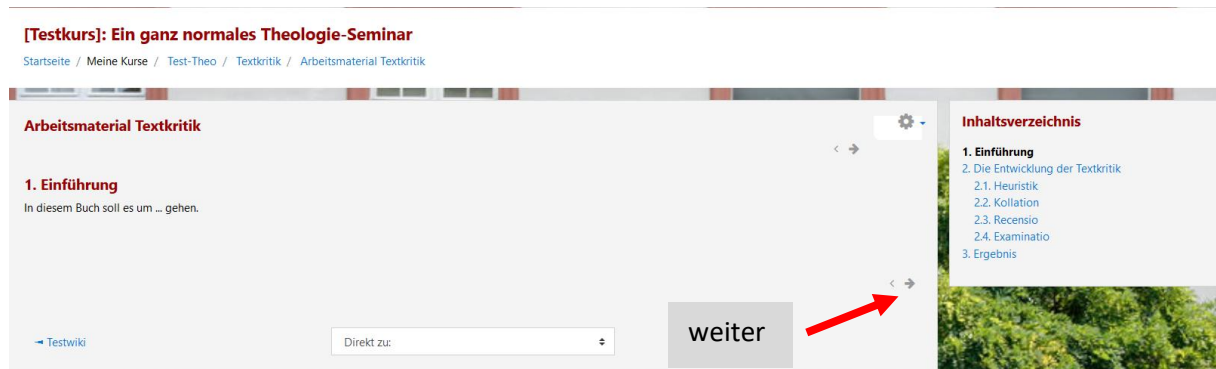 [Testkurs]: Ein ganz normales Theologie-Seminar
Startseite / Meine Kurse / Test-Theo / Textkritik / Arbeitsmaterial Textkritik
Arbeitsmaterial Textkritik
1. Einführung
In diesem Buch soll es um ... gehen.
weiter
◄ Testwiki
Direkt zu:
Inhaltsverzeichnis
1. Einführung
2. Die Entwicklung der Textkritik
2.1. Heuristik
2.2. Kollation
2.3. Recensio
2.4. Examinatio
3. Ergebnis